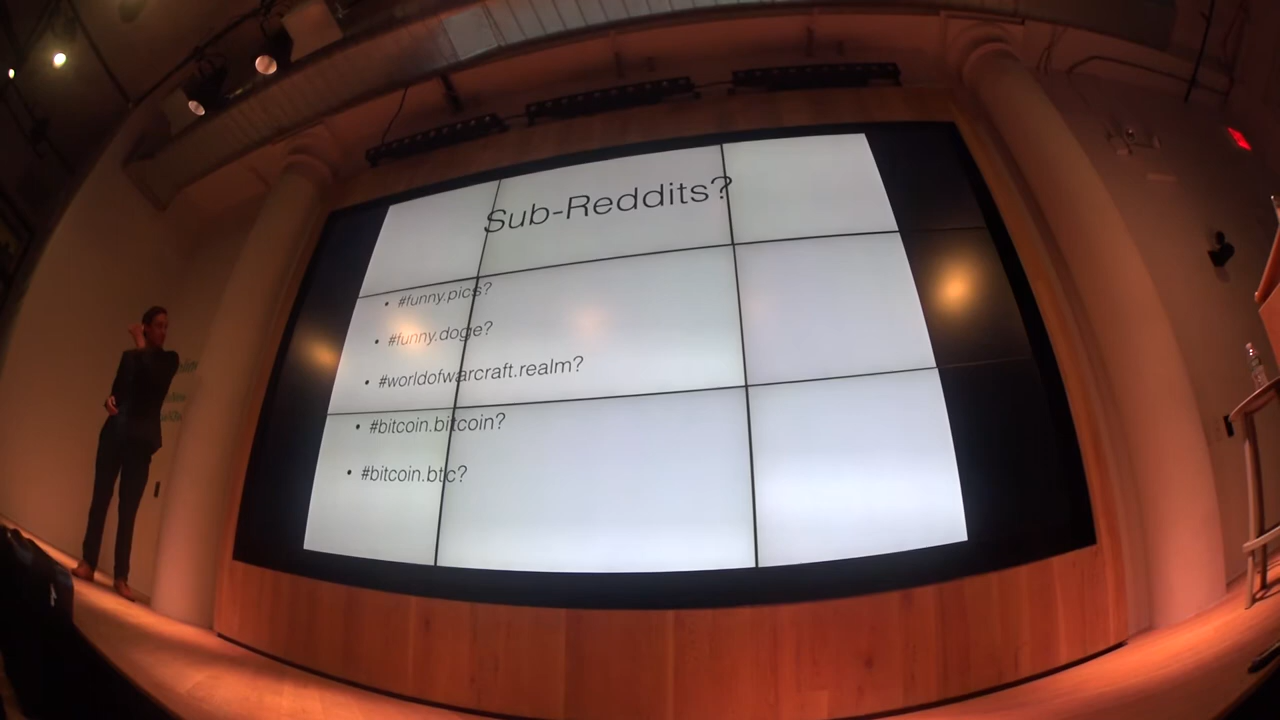 Sub-Reddits?
• #funny.pics?
• #funny.doge?
• #worldofwarcraft.realm?
• #bitcoin.bitcoin?
• #bitcoin.btc?